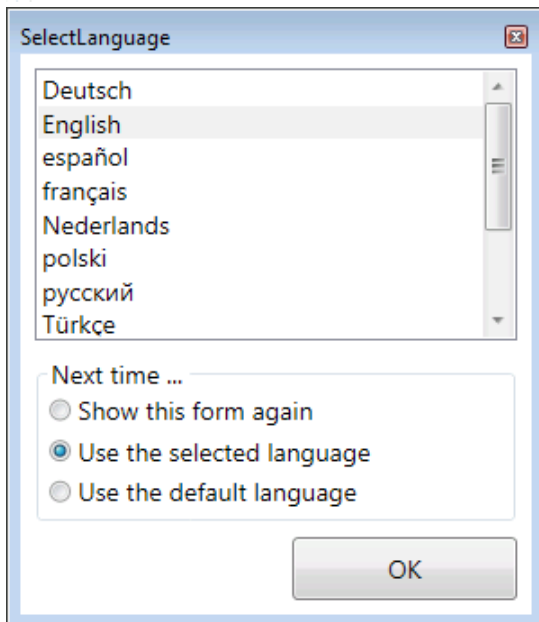 SelectLanguage
Deutsch
English
español
français
Nederlands
polski
русский
Türkçe
Next time ...
Show this form again
Use the selected language
Use the default language
OK